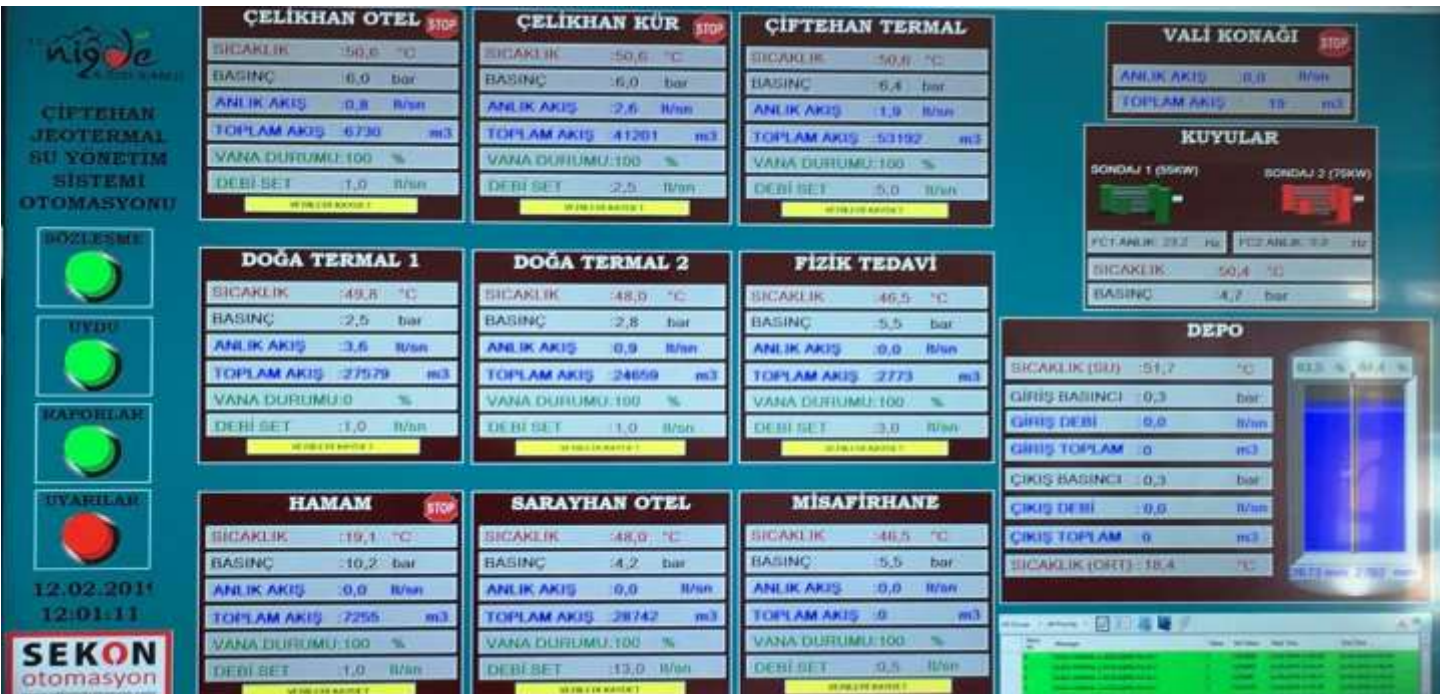 niğde
ÇİFTEHAN
JEOTERMAL
SU YÖNETİM
SİSTEMİ
OTOMASYONU
SÖZLEŞME
UYDU
RAPORLAR
UYARILAR
12:01:11
SEKON
otomasyon
ÇELİKHAN OTEL STOP
SICAKLIK :50,6 °C
BASINÇ :6,0 bar
ANLIK AKIŞ :0,8 lt/sn
TOPLAM AKIŞ :6730 m3
VANA DURUMU:100 %
DEBİ SET :1,0 lt/sn
ÇELİKHAN KÜR STOP
SICAKLIK :50,6 °C
BASINÇ :6,0 bar
ANLIK AKIŞ :2,6 lt/sn
TOPLAM AKIŞ :41201 m3
VANA DURUMU:100 %
DEBİ SET :2,5 lt/sn
ÇİFTEHAN TERMAL
SICAKLIK :50,6 °C
BASINÇ :6,4 bar
ANLIK AKIŞ :1,9 lt/sn
TOPLAM AKIŞ :53192 m3
VANA DURUMU:100 %
DEBİ SET :5,0 lt/sn
DOĞA TERMAL 1
SICAKLIK :49,8 °C
BASINÇ :2,5 bar
ANLIK AKIŞ :3,6 lt/sn
TOPLAM AKIŞ :27579 m3
VANA DURUMU:0 %
DEBİ SET :1,0 lt/sn
DOĞA TERMAL 2
SICAKLIK :48,0 °C
BASINÇ :2,8 bar
ANLIK AKIŞ :0,9 lt/sn
TOPLAM AKIŞ :24659 m3
VANA DURUMU:100 %
DEBİ SET :1,0 lt/sn
FİZİK TEDAVİ
SICAKLIK :46,5 °C
BASINÇ :5,5 bar
ANLIK AKIŞ :0,0 lt/sn
TOPLAM AKIŞ :2773 m3
VANA DURUMU:100 %
DEBİ SET :3,0 lt/sn
HAMAM STOP
SICAKLIK :19,1 °C
BASINÇ :10,2 bar
ANLIK AKIŞ :0,0 lt/sn
TOPLAM AKIŞ :7255 m3
VANA DURUMU:100 %
DEBİ SET :1,0 lt/sn
SARAYHAN OTEL
SICAKLIK :48,0 °C
BASINÇ :4,2 bar
ANLIK AKIŞ :0,0 lt/sn
TOPLAM AKIŞ :28742 m3
VANA DURUMU:100 %
DEBİ SET :13,0 lt/sn
MİSAFİRHANE
SICAKLIK :46,5 °C
BASINÇ :5,5 bar
ANLIK AKIŞ :0,0 lt/sn
TOPLAM AKIŞ :0 m3
VANA DURUMU:100 %
DEBİ SET :0,5 lt/sn
VALİ KONAĞI STOP
ANLIK AKIŞ :0,0 lt/sn
TOPLAM AKIŞ : 19 m3
KUYULAR
SONDAJ 1 (55KW)
SONDAJ 2 (75KW)
FC1 ANLIK: 23,2 Hz
FC2 ANLIK: 0,0 Hz
SICAKLIK :50,4 °C
BASINÇ :4,7 bar
DEPO
SICAKLIK (SU) :51,7 °C
GİRİŞ BASINCI :0,3 bar
GİRİŞ DEBİ :0,0 lt/sn
GİRİŞ TOPLAM :0 m3
ÇIKIŞ BASINCI :0,3 bar
ÇIKIŞ DEBİ :0,0 lt/sn
ÇIKIŞ TOPLAM :0 m3
SICAKLIK (ORT) :18,4 °C